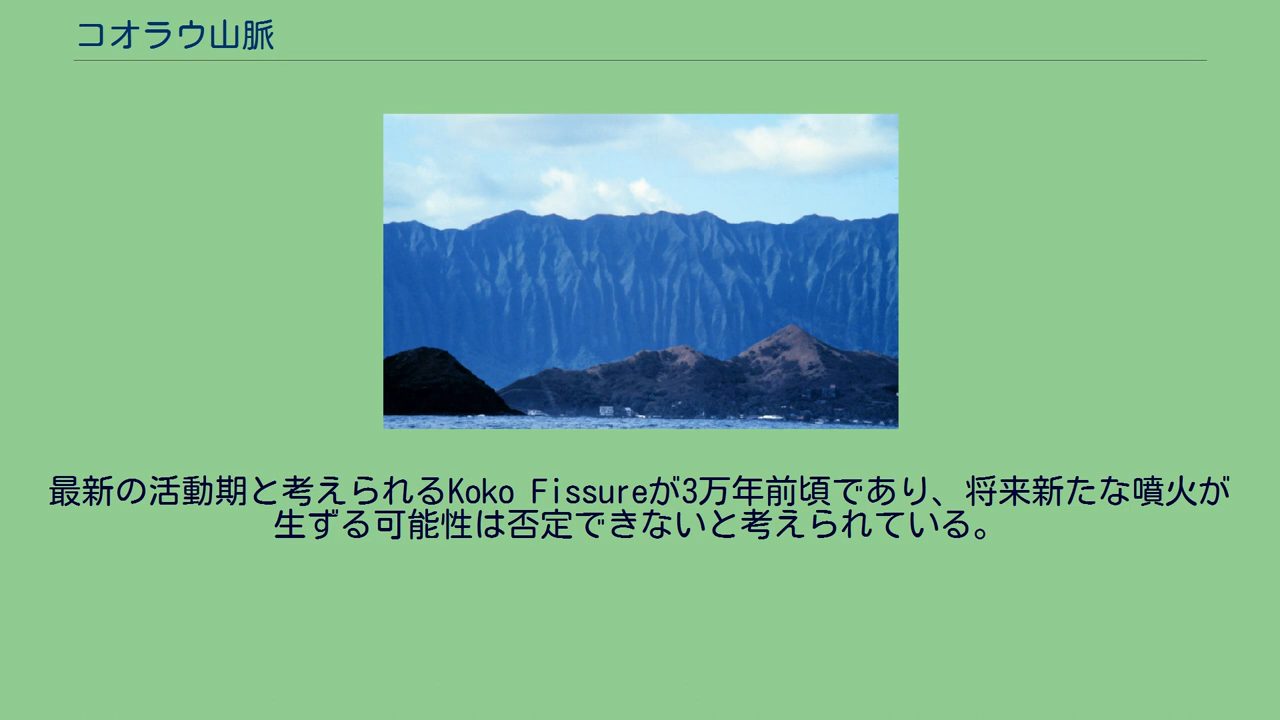 コオラウ山脈
最新の活動期と考えられるKoko Fissureが3万年前頃であり、将来新たな噴火が
生ずる可能性は否定できないと考えられている。